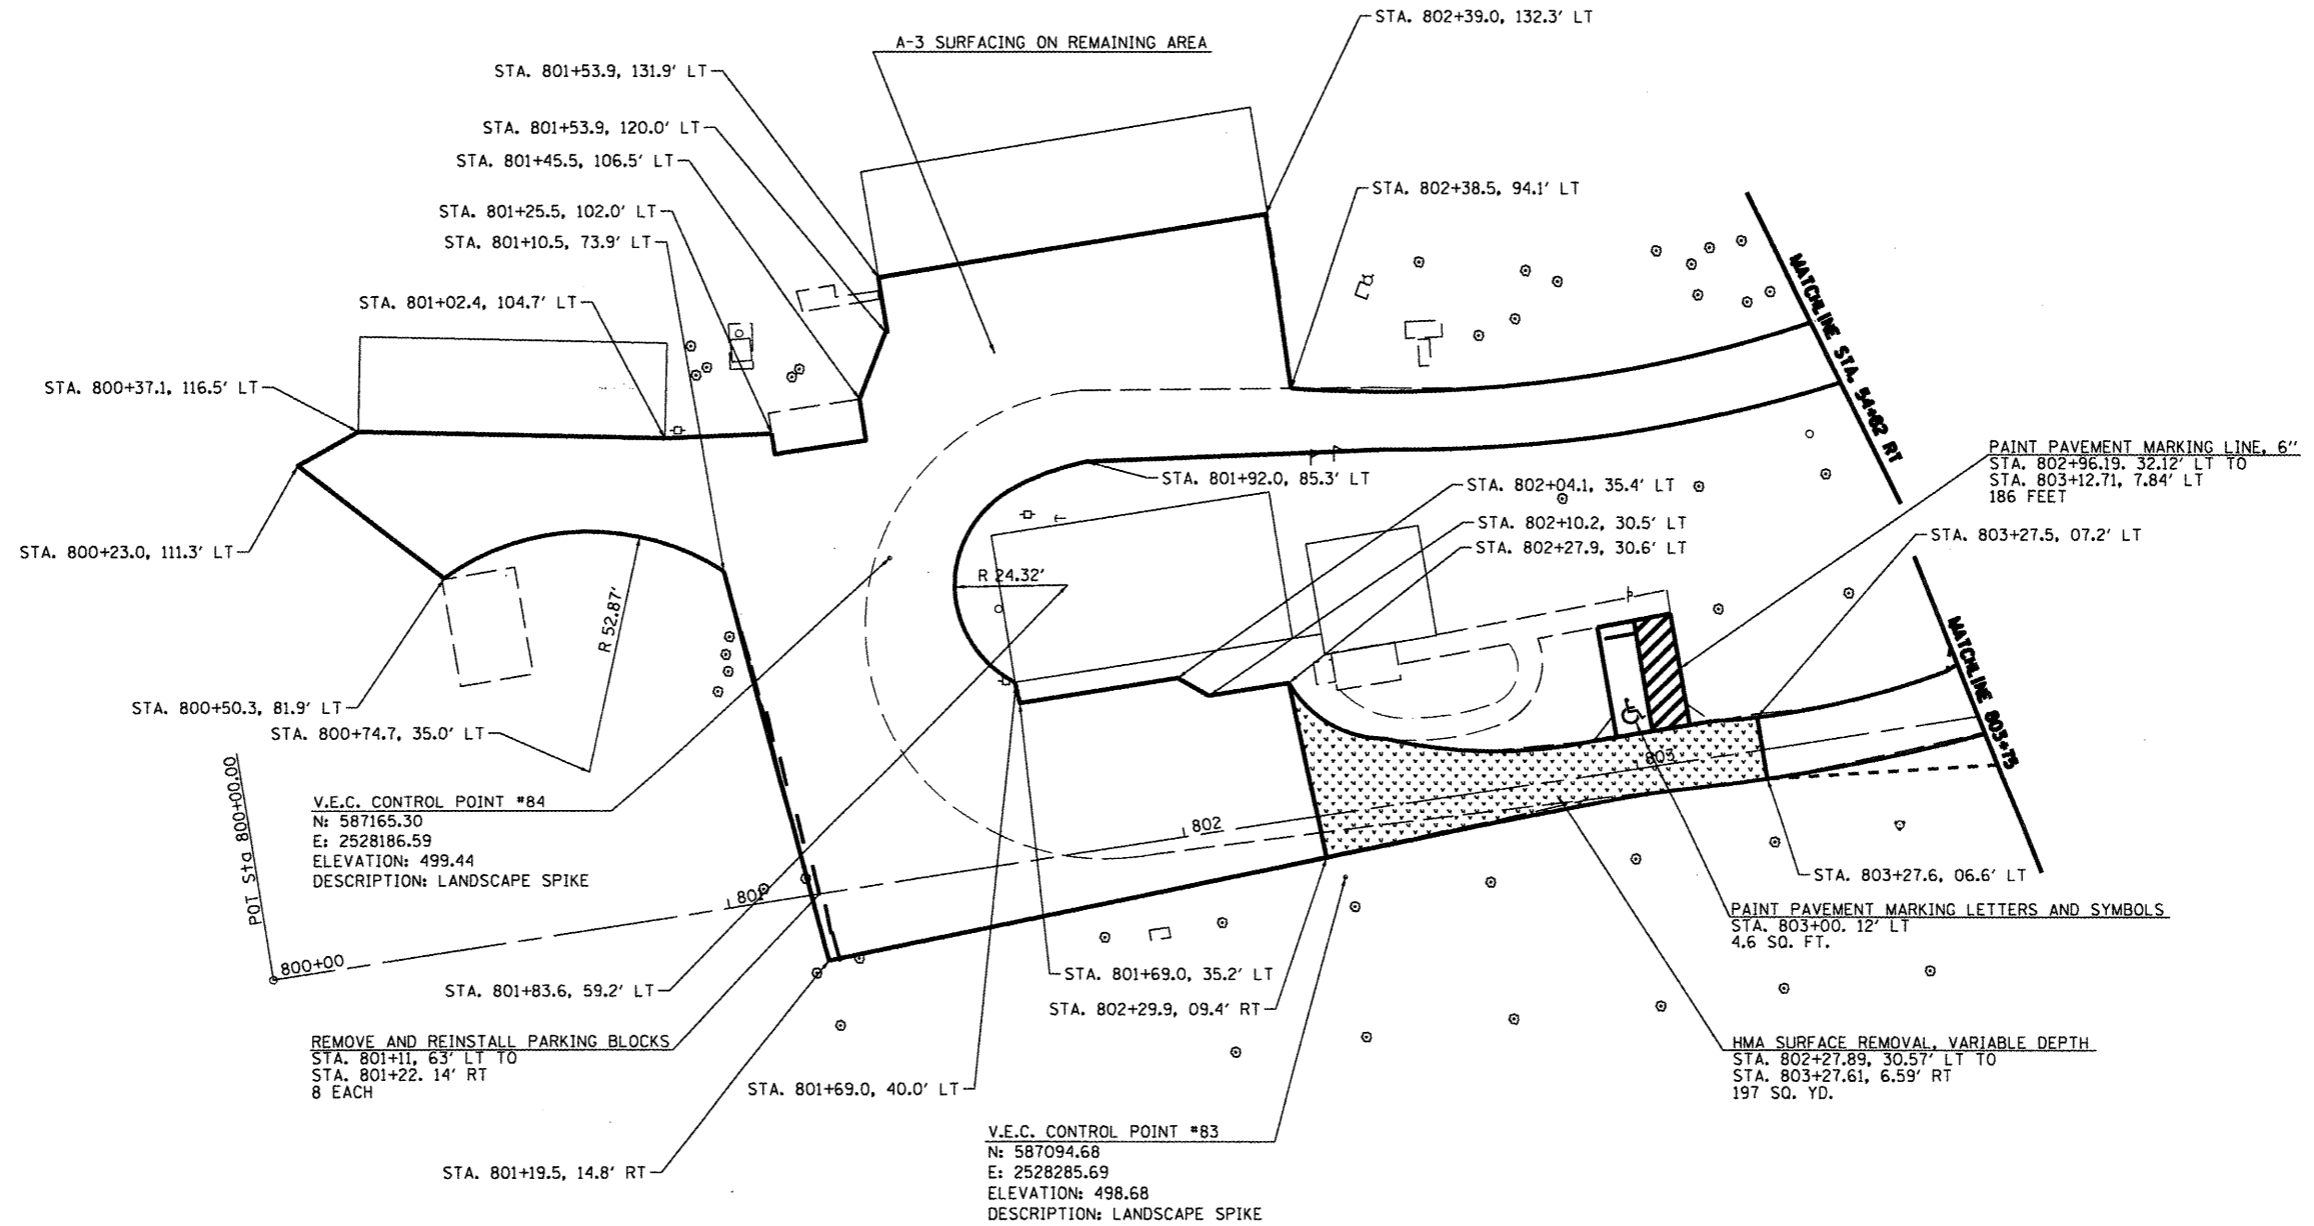 STA. 802+39.0, 132.3' LT
A-3 SURFACING ON REMAINING AREA
STA. 801+53.9, 131.9' LT
STA. 801+53.9, 120.0' LT
STA. 801+45.5, 106.5' LT
STA. 802+38.5, 94.1' LT
STA. 801+25.5, 102.0' LT
STA. 801+10.5, 73.9' LT
STA. 801+02.4, 104.7' LT
MATCHLINE STA. 54+62 RT
STA. 800+37.1, 116.5' LT
PAINT PAVEMENT MARKING LINE, 6''
STA. 802+96.19. 32.12' LT TO
STA. 803+12.71, 7.84' LT
186 FEET
STA. 801+92.0, 85.3' LT
STA. 802+04.1, 35.4' LT
STA. 802+10.2, 30.5' LT
STA. 802+27.9, 30.6' LT
STA. 803+27.5, 07.2' LT
STA. 800+23.0, 111.3' LT
R 24.32'
R 52.87'
MATCHLINE 803+75
STA. 800+50.3, 81.9' LT
STA. 800+74.7, 35.0' LT
POT Sta 800+00.00
803
802
801
800+00
V.E.C. CONTROL POINT #84
N: 587165.30
E: 2528186.59
ELEVATION: 499.44
DESCRIPTION: LANDSCAPE SPIKE
STA. 803+27.6, 06.6' LT
PAINT PAVEMENT MARKING LETTERS AND SYMBOLS
STA. 803+00. 12' LT
4.6 SQ. FT.
STA. 801+69.0, 35.2' LT
STA. 801+83.6, 59.2' LT
STA. 802+29.9, 09.4' RT
REMOVE AND REINSTALL PARKING BLOCKS
STA. 801+11, 63' LT TO
STA. 801+22. 14' RT
8 EACH
HMA SURFACE REMOVAL, VARIABLE DEPTH
STA. 802+27.89, 30.57' LT TO
STA. 803+27.61, 6.59' RT
197 SQ. YD.
STA. 801+69.0, 40.0' LT
V.E.C. CONTROL POINT #83
N: 587094.68
E: 2528285.69
ELEVATION: 498.68
DESCRIPTION: LANDSCAPE SPIKE
STA. 801+19.5, 14.8' RT